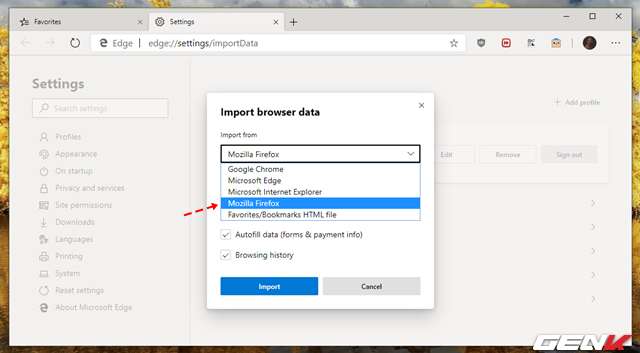 Favorites
Settings
Edge
edge://settings/importData
Settings
Search settings
Profiles
Appearance
On startup
Privacy and services
Site permissions
Downloads
Languages
Printing
System
Reset settings
About Microsoft Edge
Add profile
Edit
Remove
Sign out
Import browser data
Import from
Mozilla Firefox
Google Chrome
Microsoft Edge
Microsoft Internet Explorer
Mozilla Firefox
Favorites/Bookmarks HTML file
Autofill data (forms & payment info)
Browsing history
Import
Cancel
GENK